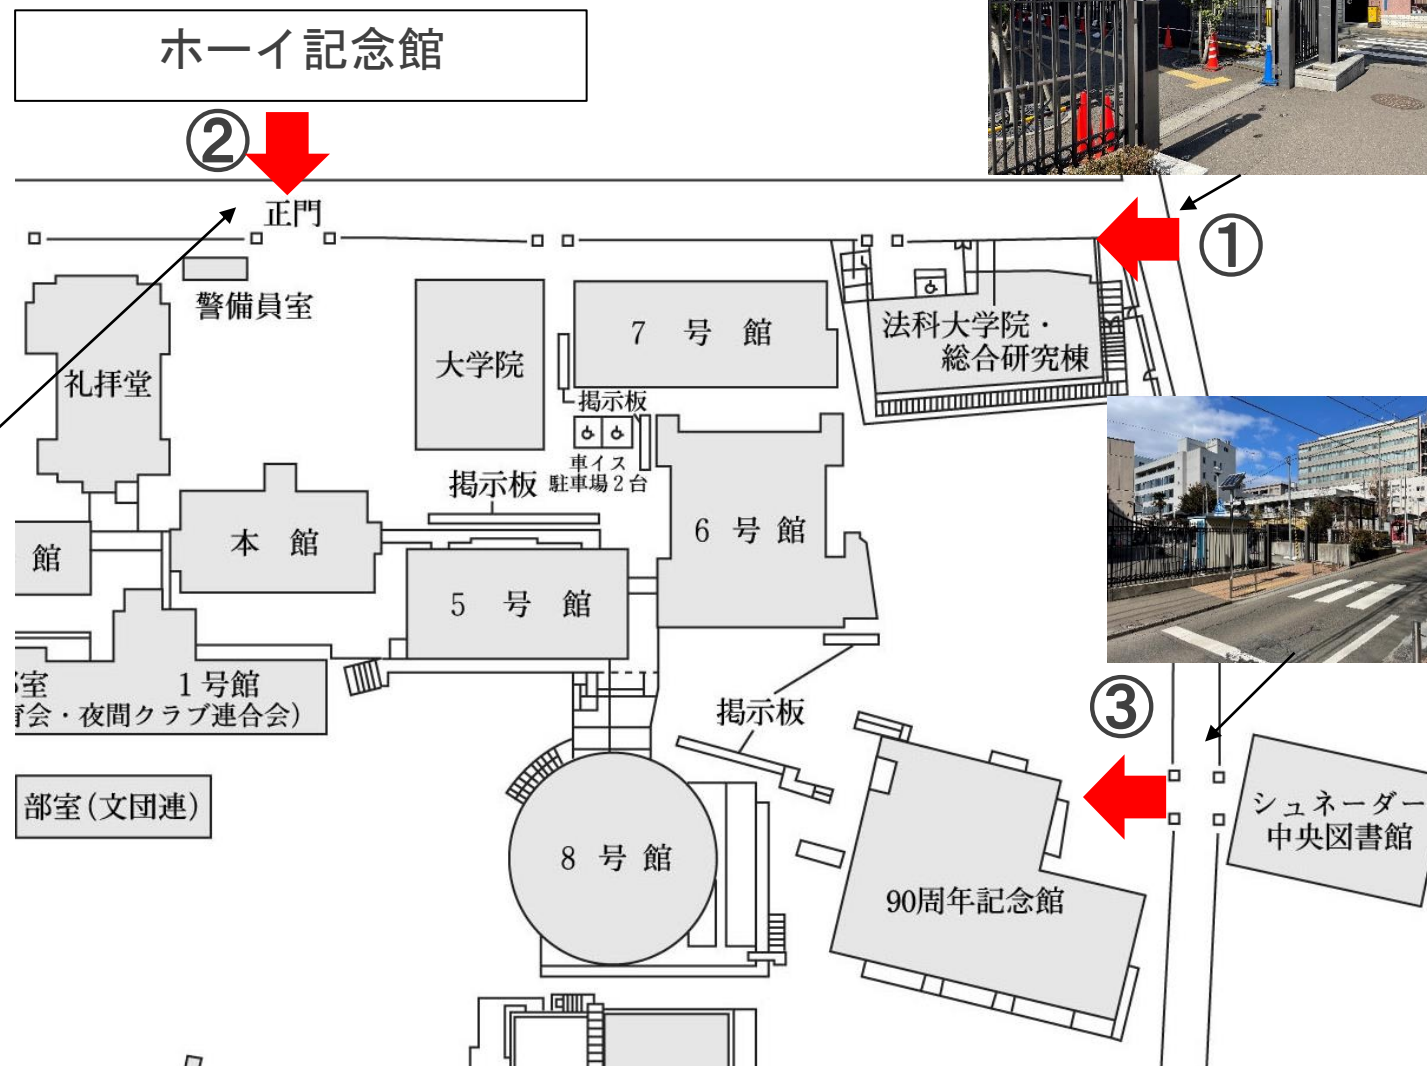 ホーイ記念館
②
正門
①
警備員室
7 号 館
法科大学院・
総合研究棟
大学院
礼拝堂
掲示板
車イス
駐車場2台
掲示板
6 号 館
本 館
館
5 号 館
室
1号館
育会・夜間クラブ連合会）
掲示板
③
部室(文団連)
シュネーダー
中央図書館
8 号 館
90周年記念館